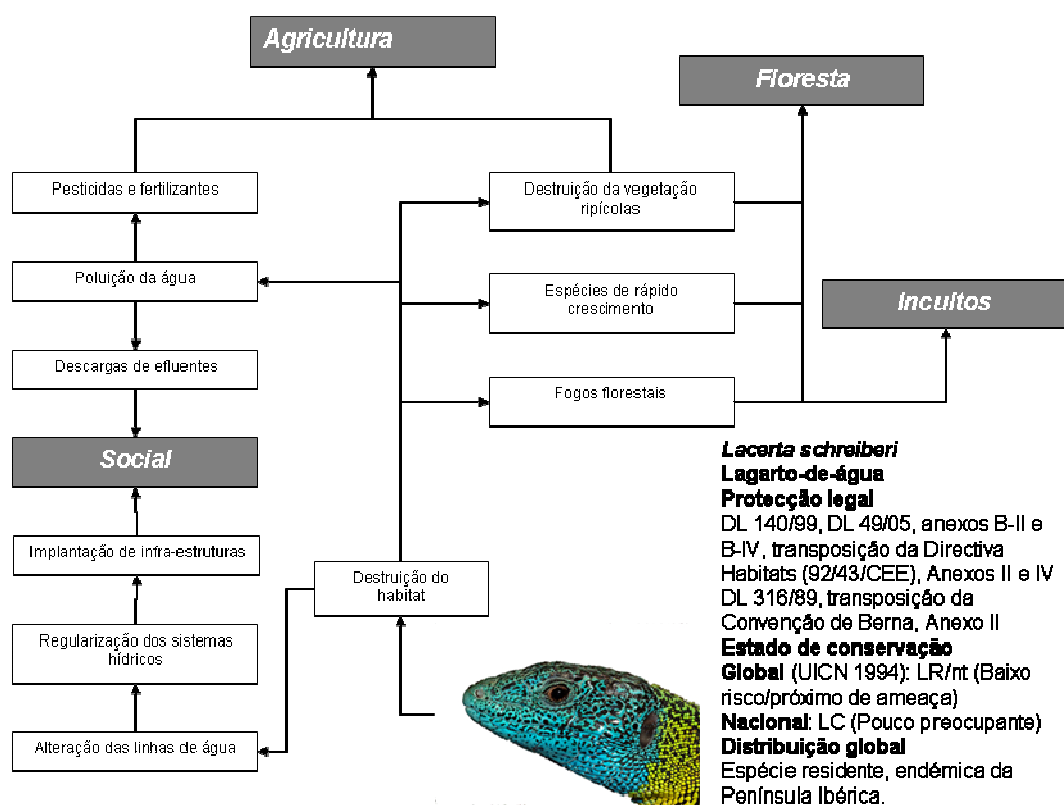 Agricultura
Floresta
Pesticidas e fertilizantes
Destruição da vegetação
ripícolas
Poluição da água
Espécies de rápido
crescimento
Incultos
Descargas de efluentes
Fogos florestais
Social
Implantação de infra-estruturas
Destruição do
habitat
Regularização dos sistemas
hídricos
Alteração das linhas de água
Lacerta schreiberi
Lagarto-de-água
Protecção legal
DL 140/99, DL 49/05, anexos B-II e
B-IV, transposição da Directiva
Habitats (92/43/CEE), Anexos II e IV
DL 316/89, transposição da
Convenção de Berna, Anexo II
Estado de conservação
Global (UICN 1994): LR/nt (Baixo
risco/próximo de ameaça)
Nacional: LC (Pouco preocupante)
Distribuição global
Espécie residente, endémica da
Península Ibérica.